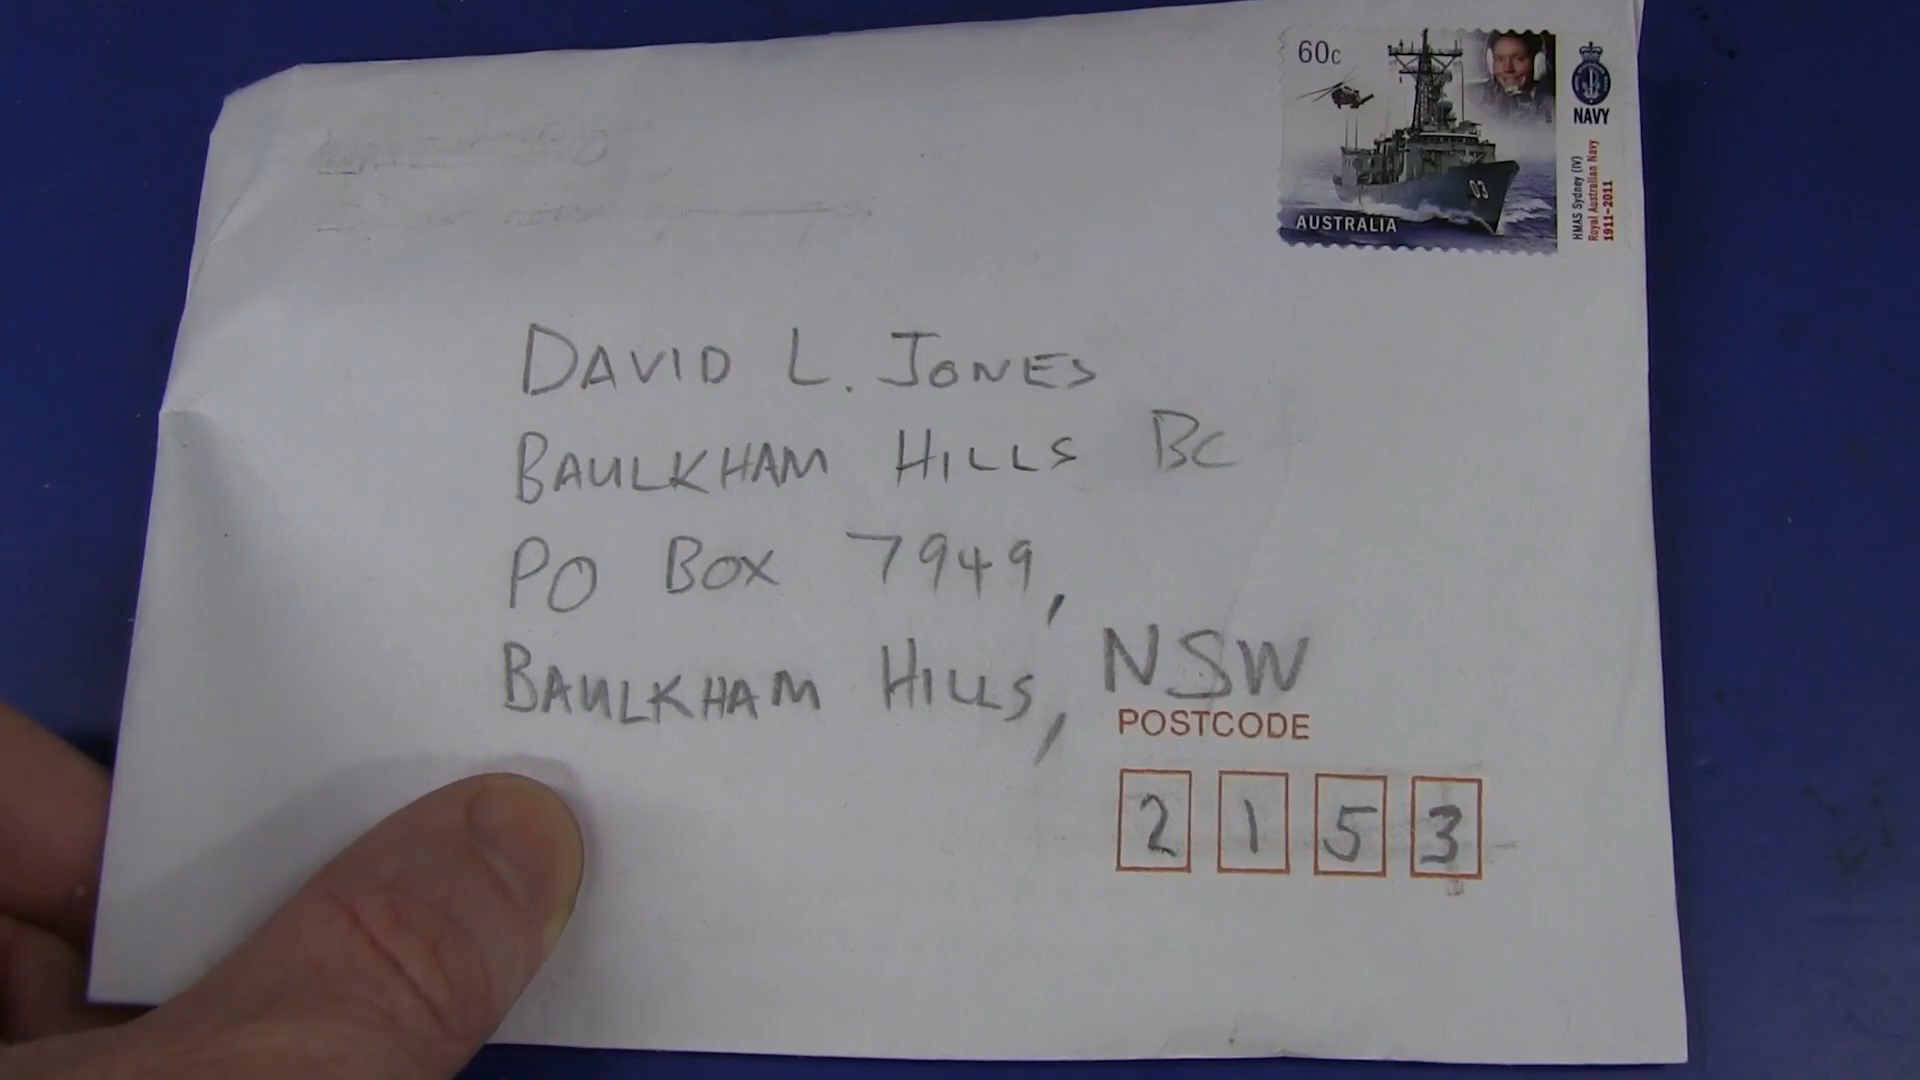 60c
NAVY
HMAS Sydney (IV)
Royal Australian Navy
1911-2011
03
AUSTRALIA
DAVID L. JONES
BAULKHAM HILLS BC
PO BOX 7949,
BAULKHAM HILLS, NSW
POSTCODE
2153